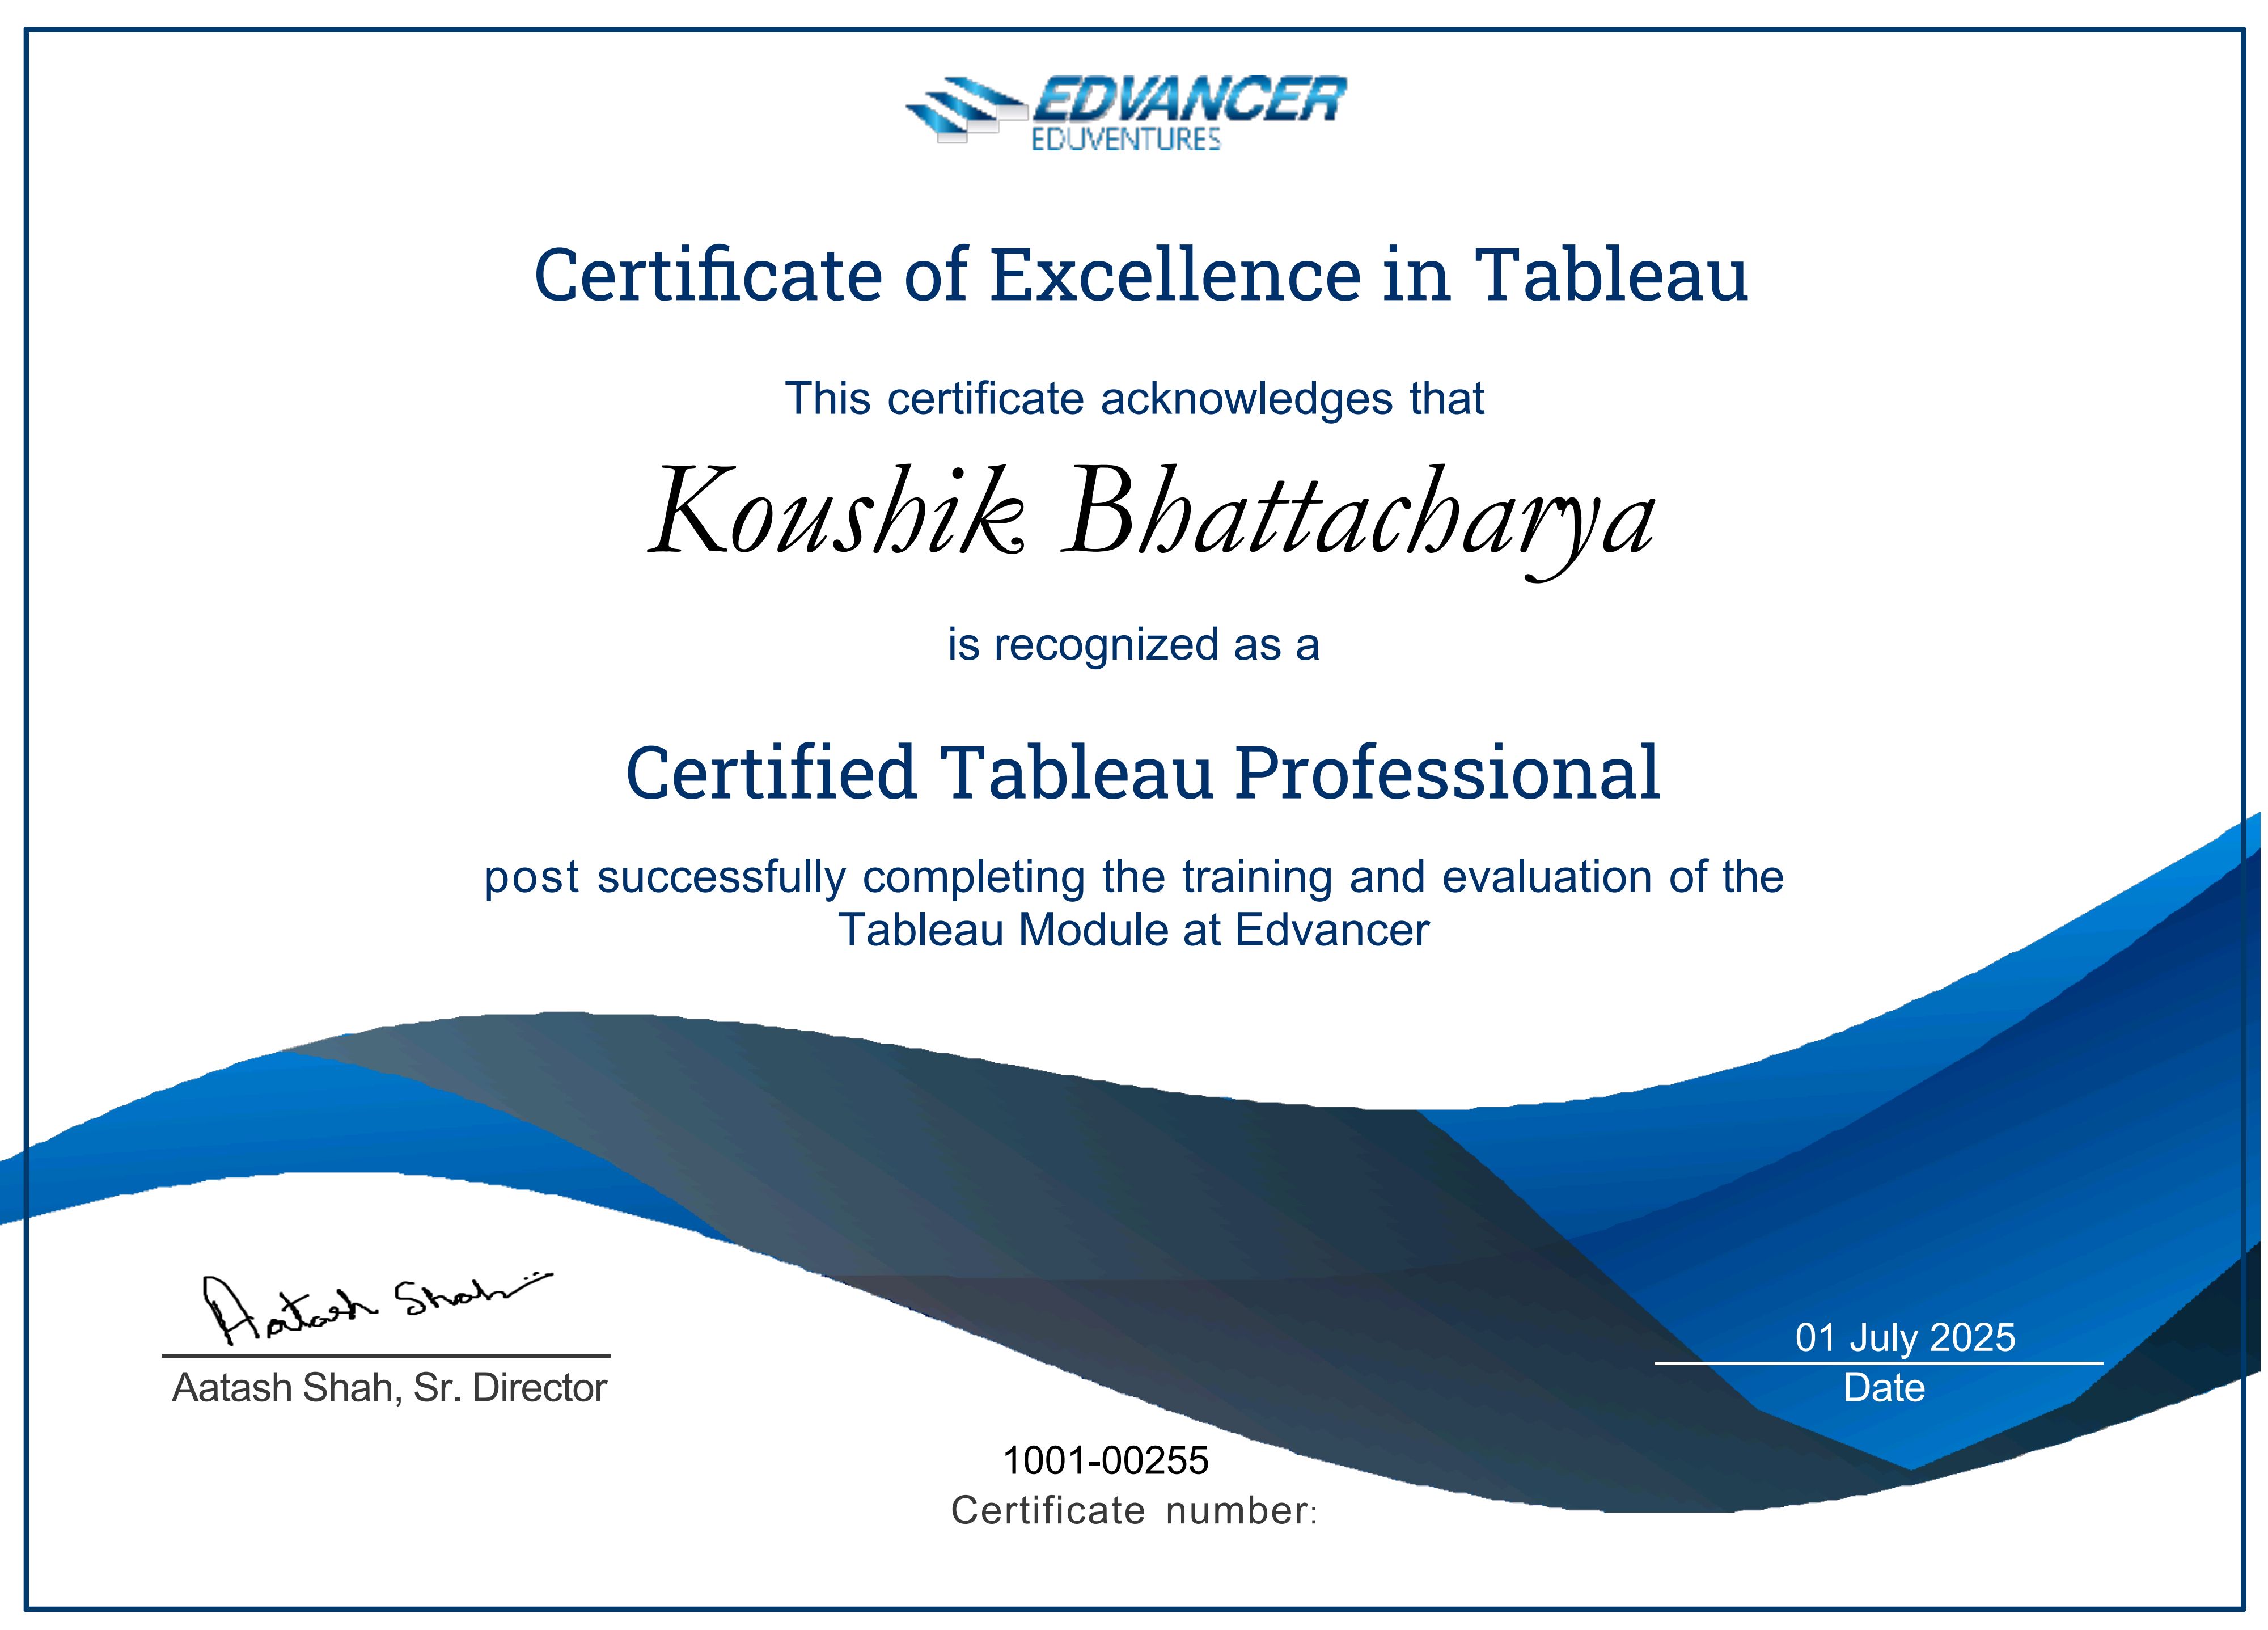 EDVANCER
EDUVENTURES
Certificate of Excellence in Tableau
This certificate acknowledges that
Koushik Bhattacharya
is recognized as a
Certified Tableau Professional
post successfully completing the training and evaluation of the
Tableau Module at Edvancer
Aatash Shah
Aatash Shah, Sr. Director
01 July 2025
Date
1001-00255
Certificate number: